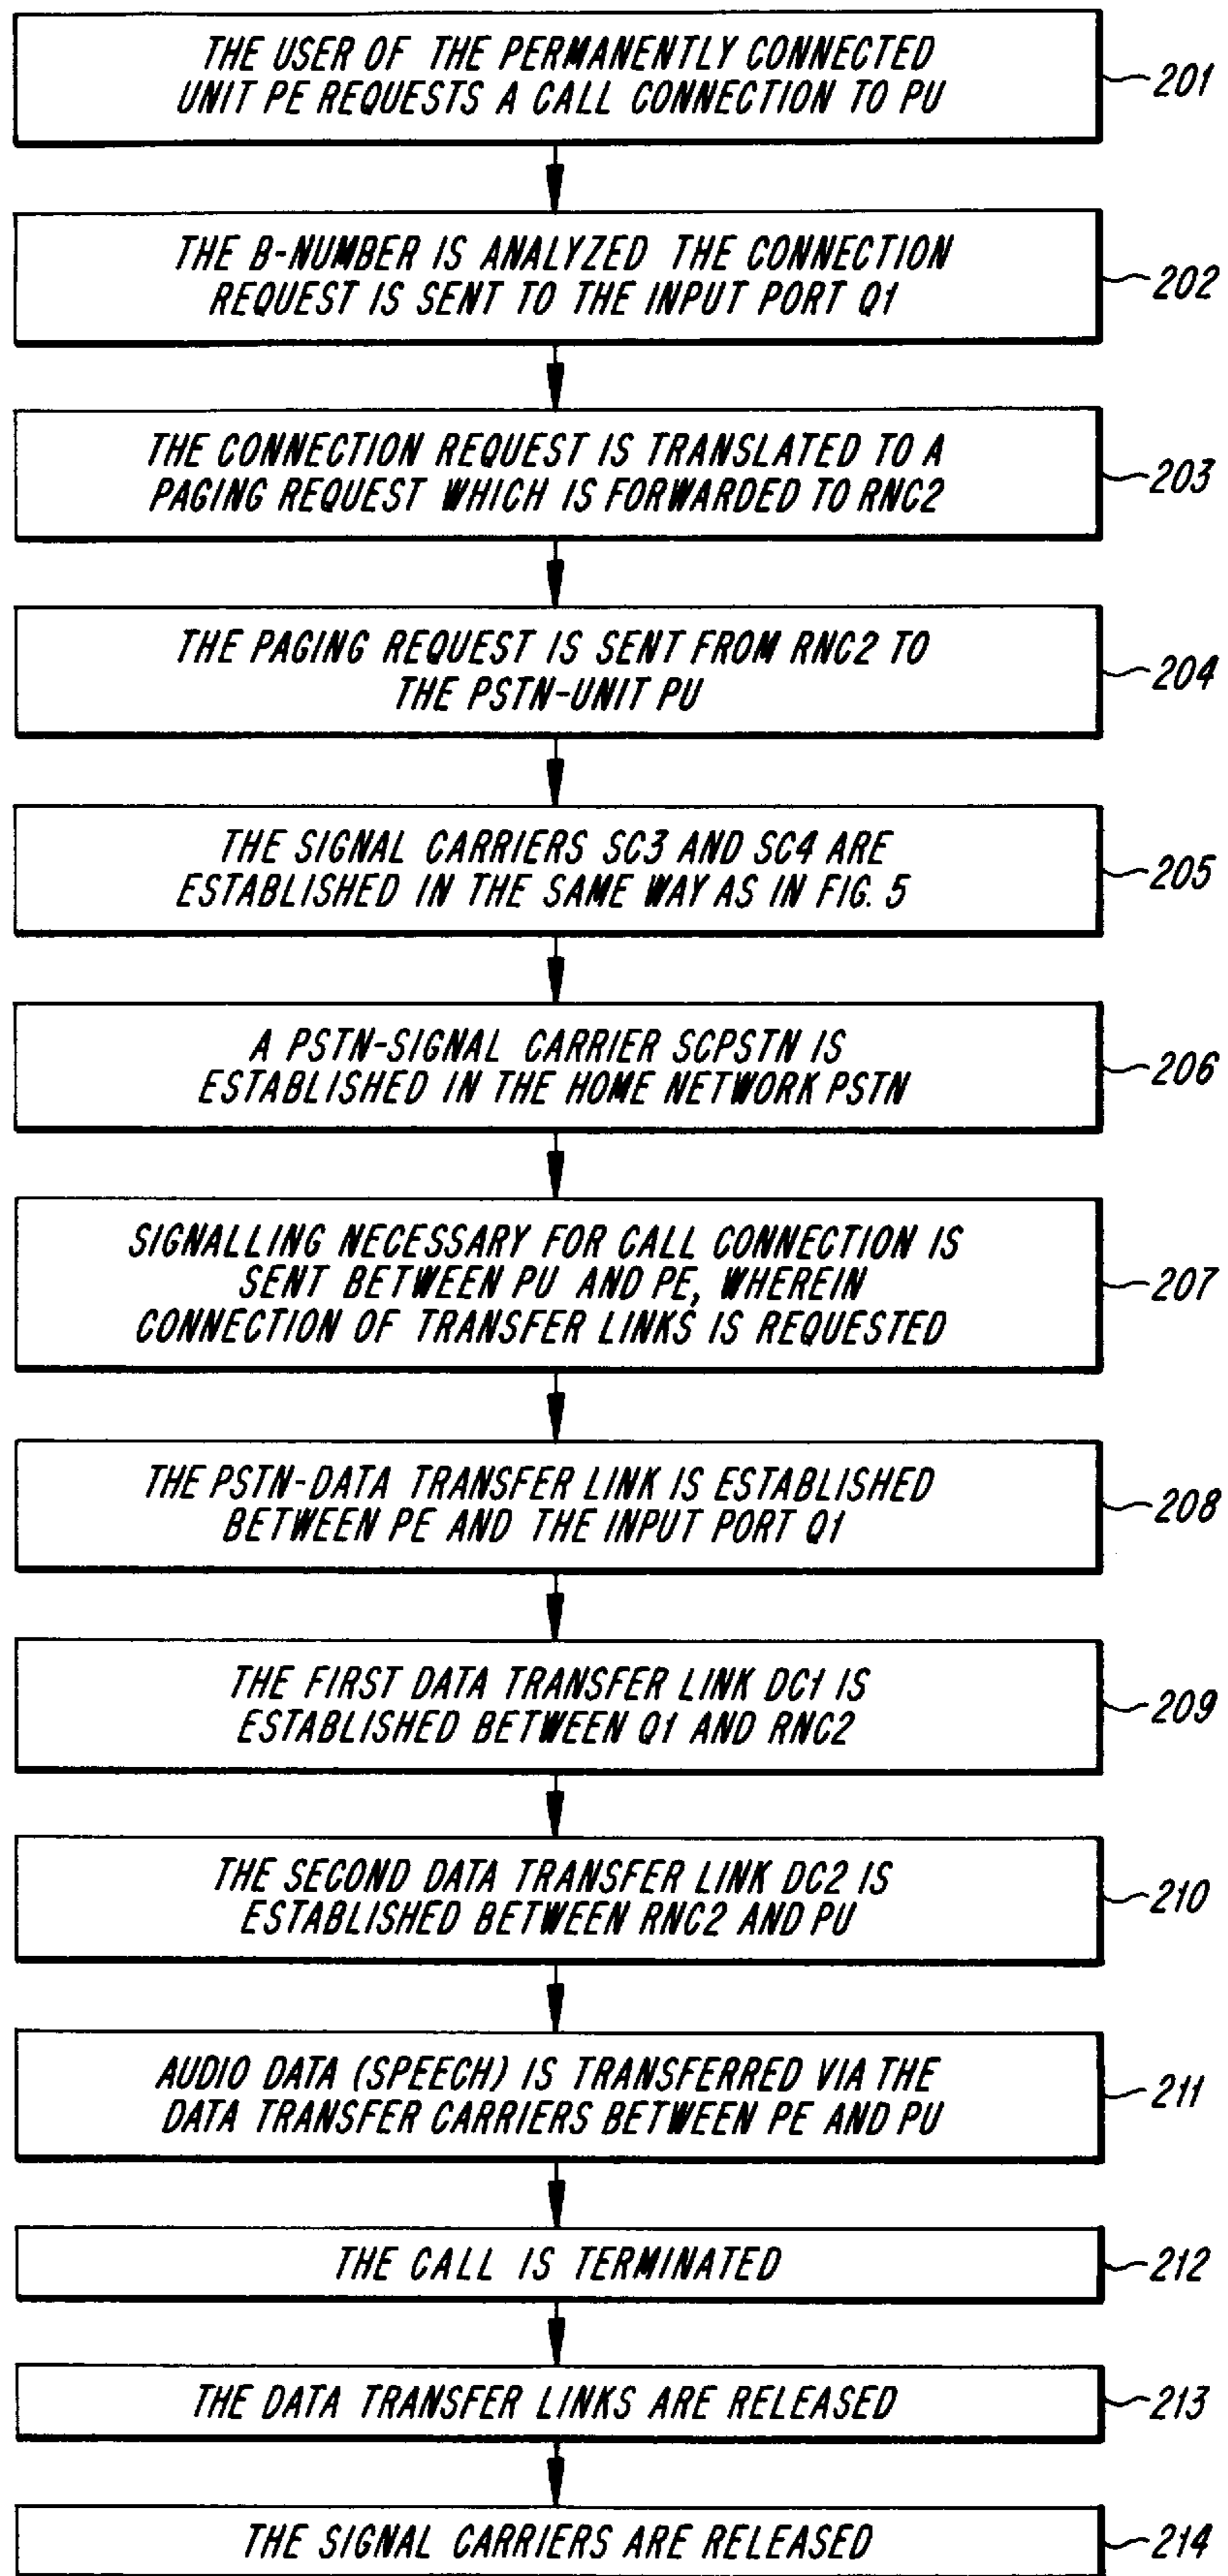 THE USER OF THE PERMANENTLY CONNECTED
UNIT PE REQUESTS A CALL CONNECTION TO PU
201
THE B-NUMBER IS ANALYZED THE CONNECTION
REQUEST IS SENT TO THE INPUT PORT Q1
202
THE CONNECTION REQUEST IS TRANSLATED TO A
PAGING REQUEST WHICH IS FORWARDED TO RNC2
203
THE PAGING REQUEST IS SENT FROM RNC2 TO
THE PSTN-UNIT PU
204
THE SIGNAL CARRIERS SC3 AND SC4 ARE
ESTABLISHED IN THE SAME WAY AS IN FIG. 5
205
A PSTN-SIGNAL CARRIER SCPSTN IS
ESTABLISHED IN THE HOME NETWORK PSTN
206
SIGNALLING NECESSARY FOR CALL CONNECTION IS
SENT BETWEEN PU AND PE, WHEREIN
CONNECTION OF TRANSFER LINKS IS REQUESTED
207
THE PSTN-DATA TRANSFER LINK IS ESTABLISHED
BETWEEN PE AND THE INPUT PORT Q1
208
THE FIRST DATA TRANSFER LINK DC1 IS
ESTABLISHED BETWEEN Q1 AND RNC2
209
THE SECOND DATA TRANSFER LINK DC2 IS
ESTABLISHED BETWEEN RNC2 AND PU
210
AUDIO DATA (SPEECH) IS TRANSFERRED VIA THE
DATA TRANSFER CARRIERS BETWEEN PE AND PU
211
THE CALL IS TERMINATED
212
THE DATA TRANSFER LINKS ARE RELEASED
213
THE SIGNAL CARRIERS ARE RELEASED
214